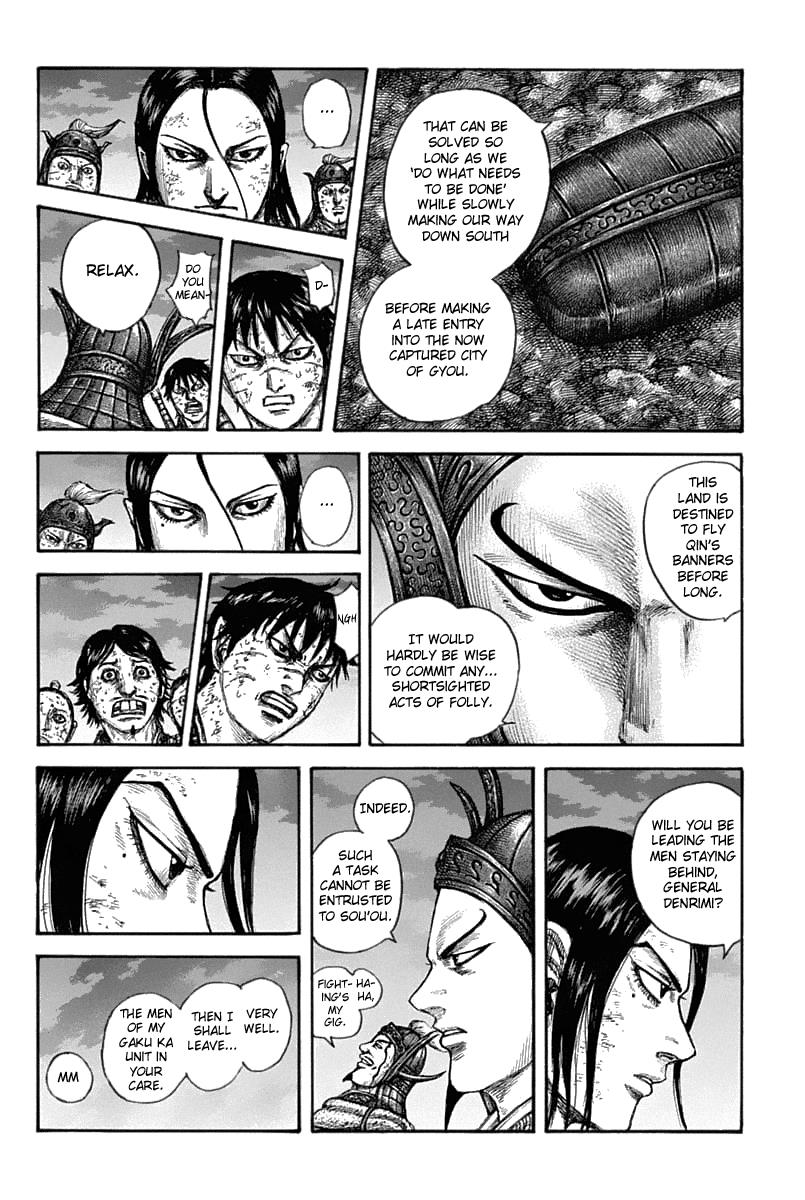 THAT CAN BE
SOLVED SO
LONG AS WE
'DO WHAT NEEDS
TO BE DONE'
WHILE SLOWLY
MAKING OUR WAY
DOWN SOUTH
BEFORE MAKING
A LATE ENTRY
INTO THE NOW
CAPTURED CITY
OF GYOU.
...
D-
DO
YOU
MEAN-
RELAX.
THIS
LAND IS
DESTINED
TO FLY
QIN'S
BANNERS
BEFORE
LONG.
IT WOULD
HARDLY BE WISE
TO COMMIT ANY...
SHORTSIGHTED
ACTS OF FOLLY.
...
NGH
WILL YOU BE
LEADING THE
MEN STAYING
BEHIND,
GENERAL
DENRIMI?
INDEED.
SUCH
A TASK
CANNOT BE
ENTRUSTED
TO SOU'OU.
HA-
HA,
FIGHT-
ING'S
MY
GIG.
VERY
WELL.
THEN I
SHALL
LEAVE...
THE MEN
OF MY
GAKU KA
UNIT IN
YOUR
CARE.
MM